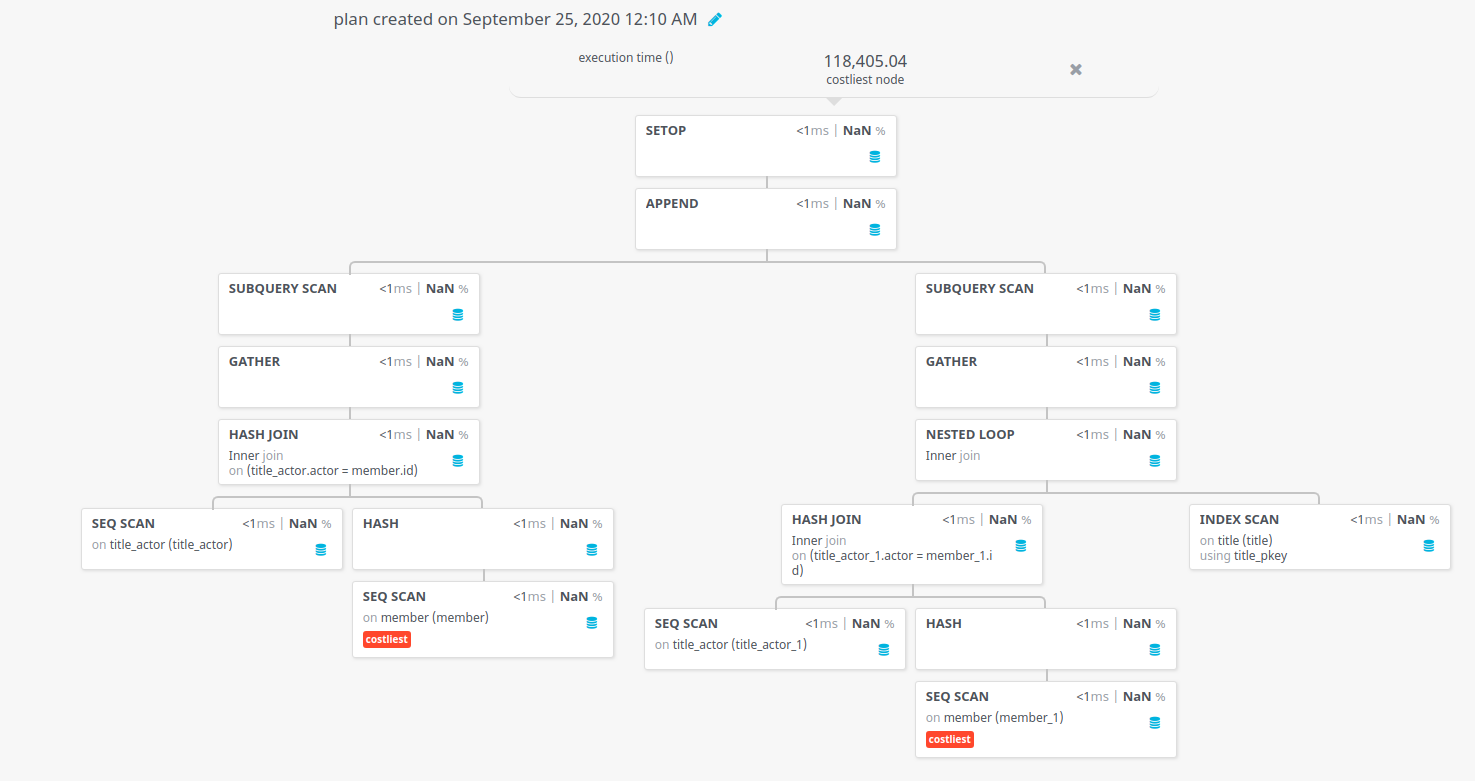 plan created on September 25, 2020 12:10 AM
execution time ()
118,405.04
costliest node
SETOP <1ms | NaN %
APPEND <1ms | NaN %
SUBQUERY SCAN <1ms | NaN %
SUBQUERY SCAN <1ms | NaN %
GATHER <1ms | NaN %
GATHER <1ms | NaN %
HASH JOIN <1ms | NaN %
Inner join
on (title_actor.actor = member.id)
NESTED LOOP <1ms | NaN %
Inner join
SEQ SCAN <1ms | NaN %
on title_actor (title_actor)
HASH <1ms | NaN %
HASH JOIN <1ms | NaN %
Inner join
on (title_actor_1.actor = member_1.i
d)
INDEX SCAN <1ms | NaN %
on title (title)
using title_pkey
SEQ SCAN <1ms | NaN %
on member (member)
costliest
SEQ SCAN <1ms | NaN %
on title_actor (title_actor_1)
HASH <1ms | NaN %
SEQ SCAN <1ms | NaN %
on member (member_1)
costliest